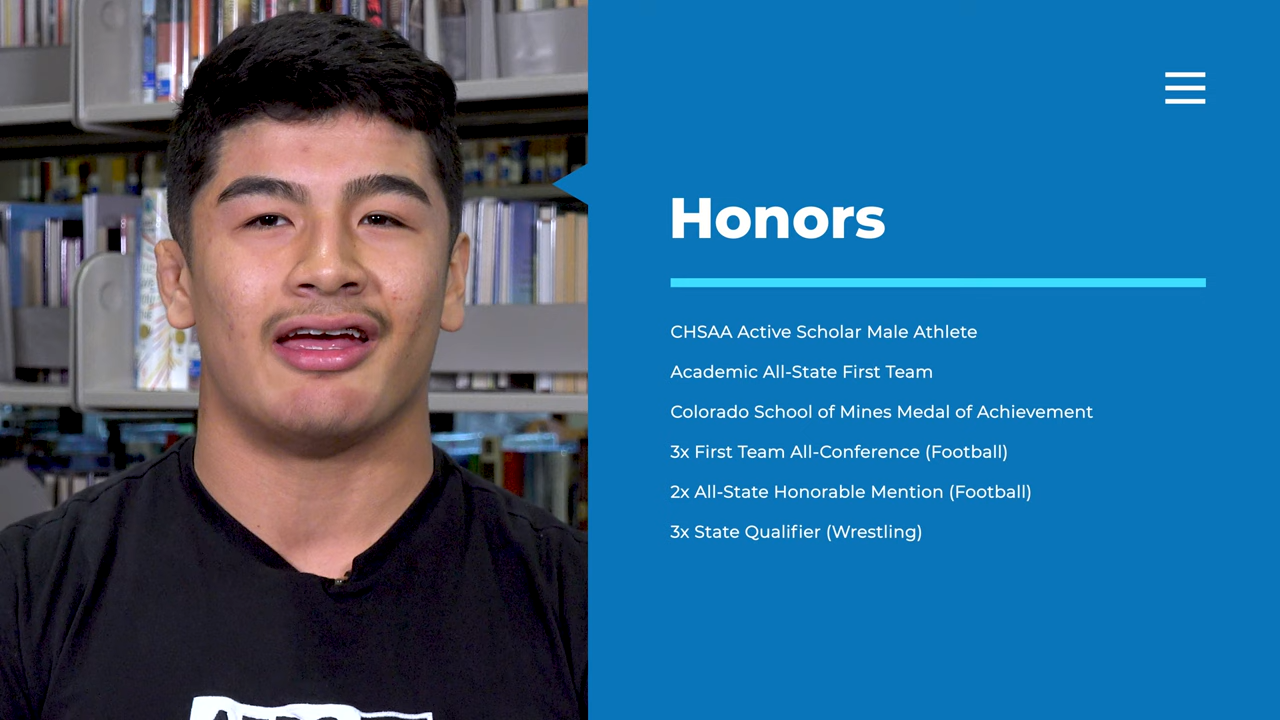 Honors
CHSAA Active Scholar Male Athlete
Academic All-State First Team
Colorado School of Mines Medal of Achievement
3x First Team All-Conference (Football)
2x All-State Honorable Mention (Football)
3x State Qualifier (Wrestling)